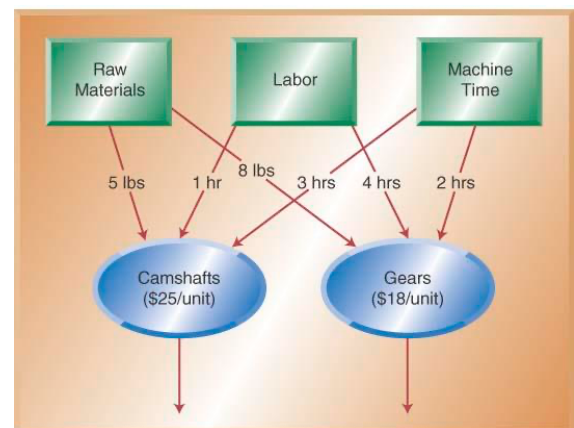 Raw
Materials
Labor
Machine
Time
5 lbs
1 hr
8 lbs
3 hrs
4 hrs
2 hrs
Camshafts
($25/unit)
Gears
($18/unit)